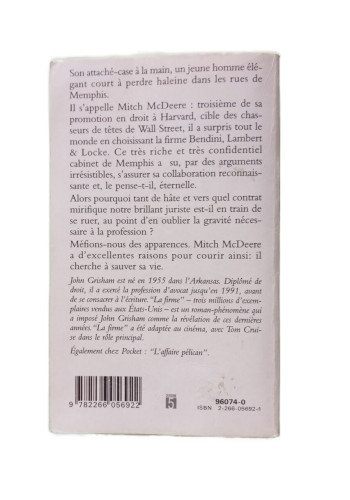 Son attaché-case à la main, un jeune homme élé-
gant court à perdre haleine dans les rues de
Memphis.
Il s'appelle Mitch McDeere : troisième de sa
promotion en droit à Harvard, cible des chas-
seurs de têtes de Wall Street, il a surpris tout le
monde en choisissant la firme Bendini, Lambert
& Locke. Ce très riche et très confidentiel
cabinet de Memphis a su, par des arguments
irrésistibles, s'assurer sa collaboration reconnais-
sante et, le pense-t-il, éternelle.
Alors pourquoi tant de hâte et vers quel contrat
mirifique notre brillant juriste est-il en train de se
ruer, au point d'en oublier la gravité néces-
saire à la profession ?
Méfions-nous des apparences. Mitch McDeere
a d'excellentes raisons pour courir ainsi: il
cherche à sauver sa vie.
John Grisham est né en 1955 dans l'Arkansas. Diplômé de
droit, il a exercé la profession d'avocat jusqu'en 1991, avant
de se consacrer à l'écriture. "La firme" – trois millions d'exem-
plaires vendus aux États-Unis – est un roman-phénomène qui
a imposé John Grisham comme la révélation de ces dernières
années "La firme" a été adaptée au cinéma, avec Tom Crui-
se dans le rôle principal.
Également chez Pocket : "L'affaire pélican".
9 782266 056922
5
96074-0
ISBN 2-266-05692-1